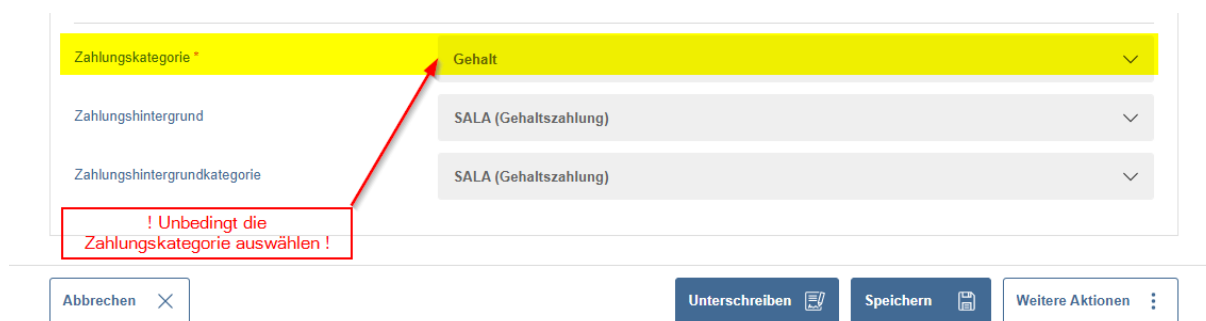 Zahlungskategorie *
Gehalt
Zahlungshintergrund
SALA (Gehaltszahlung)
Zahlungshintergrundkategorie
SALA (Gehaltszahlung)
! Unbedingt die
Zahlungskategorie auswählen !
Abbrechen
Unterschreiben
Speichern
Weitere Aktionen